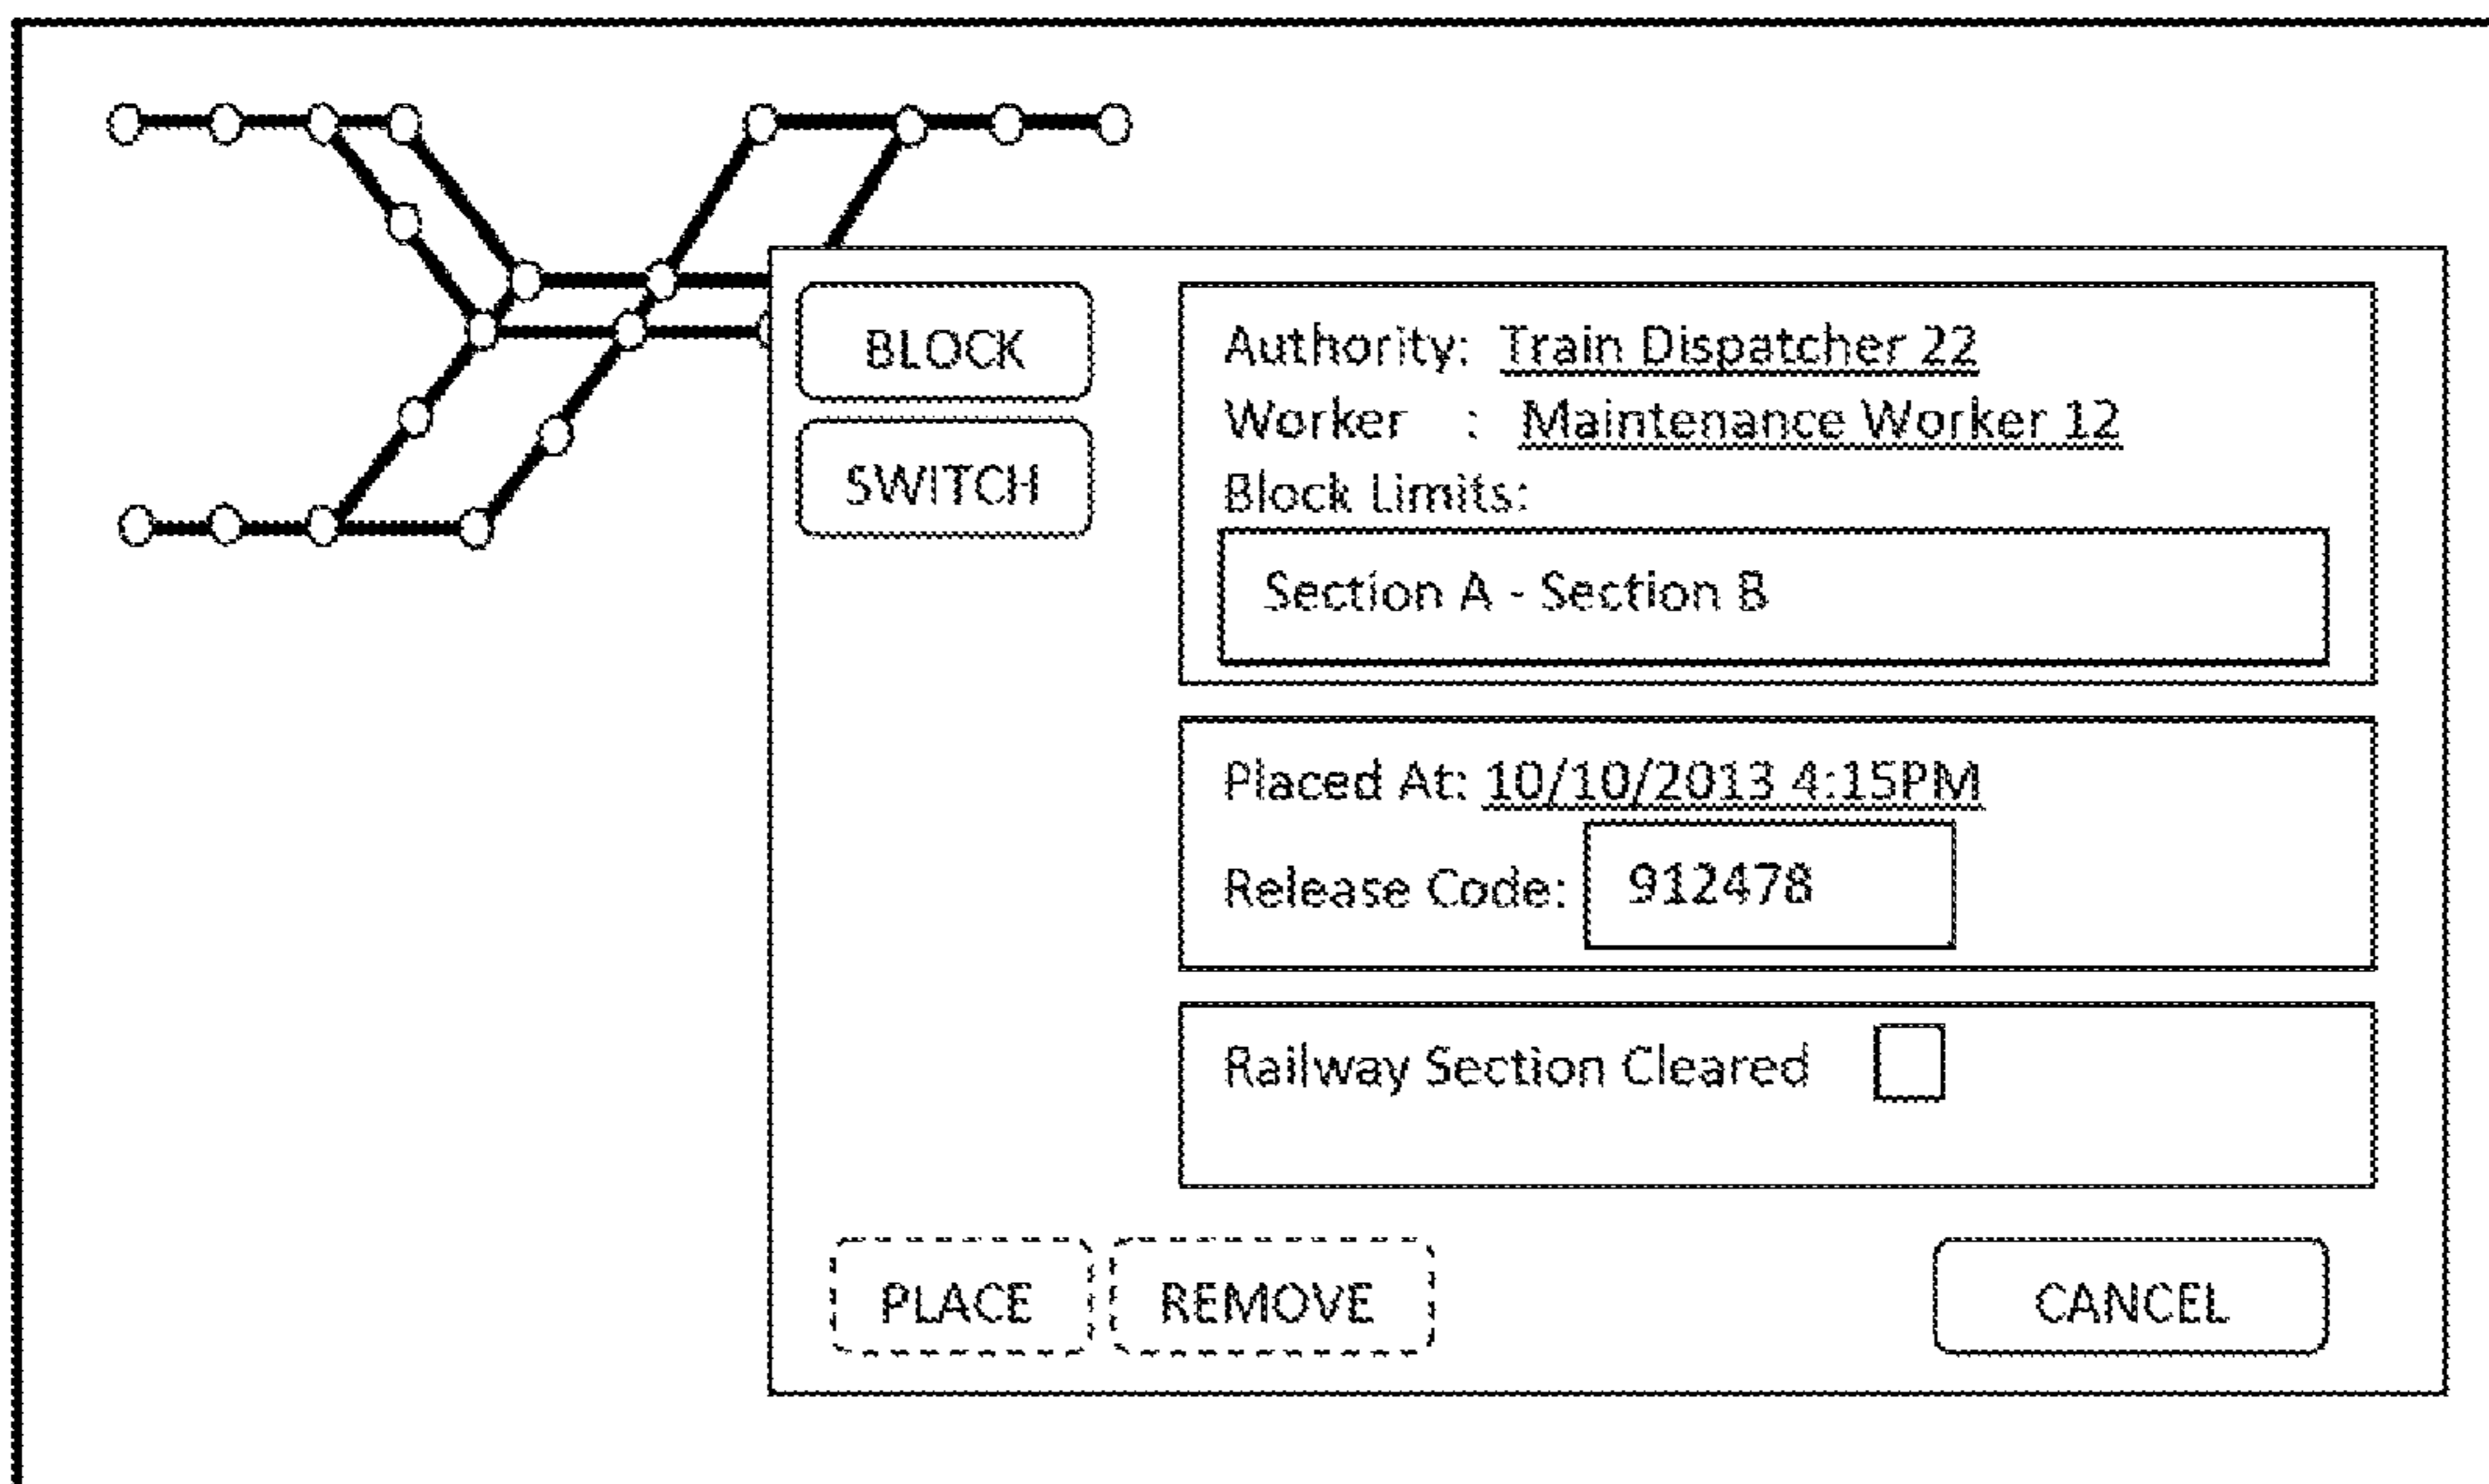 BLOCK
SWITCH
Authority: Train Dispatcher 22
Worker : Maintenance Worker 12
Block Limits:
Section A - Section B
Placed At: 10/10/2013 4:15PM
Release Code: 912478
Railway Section Cleared
PLACE
REMOVE
CANCEL